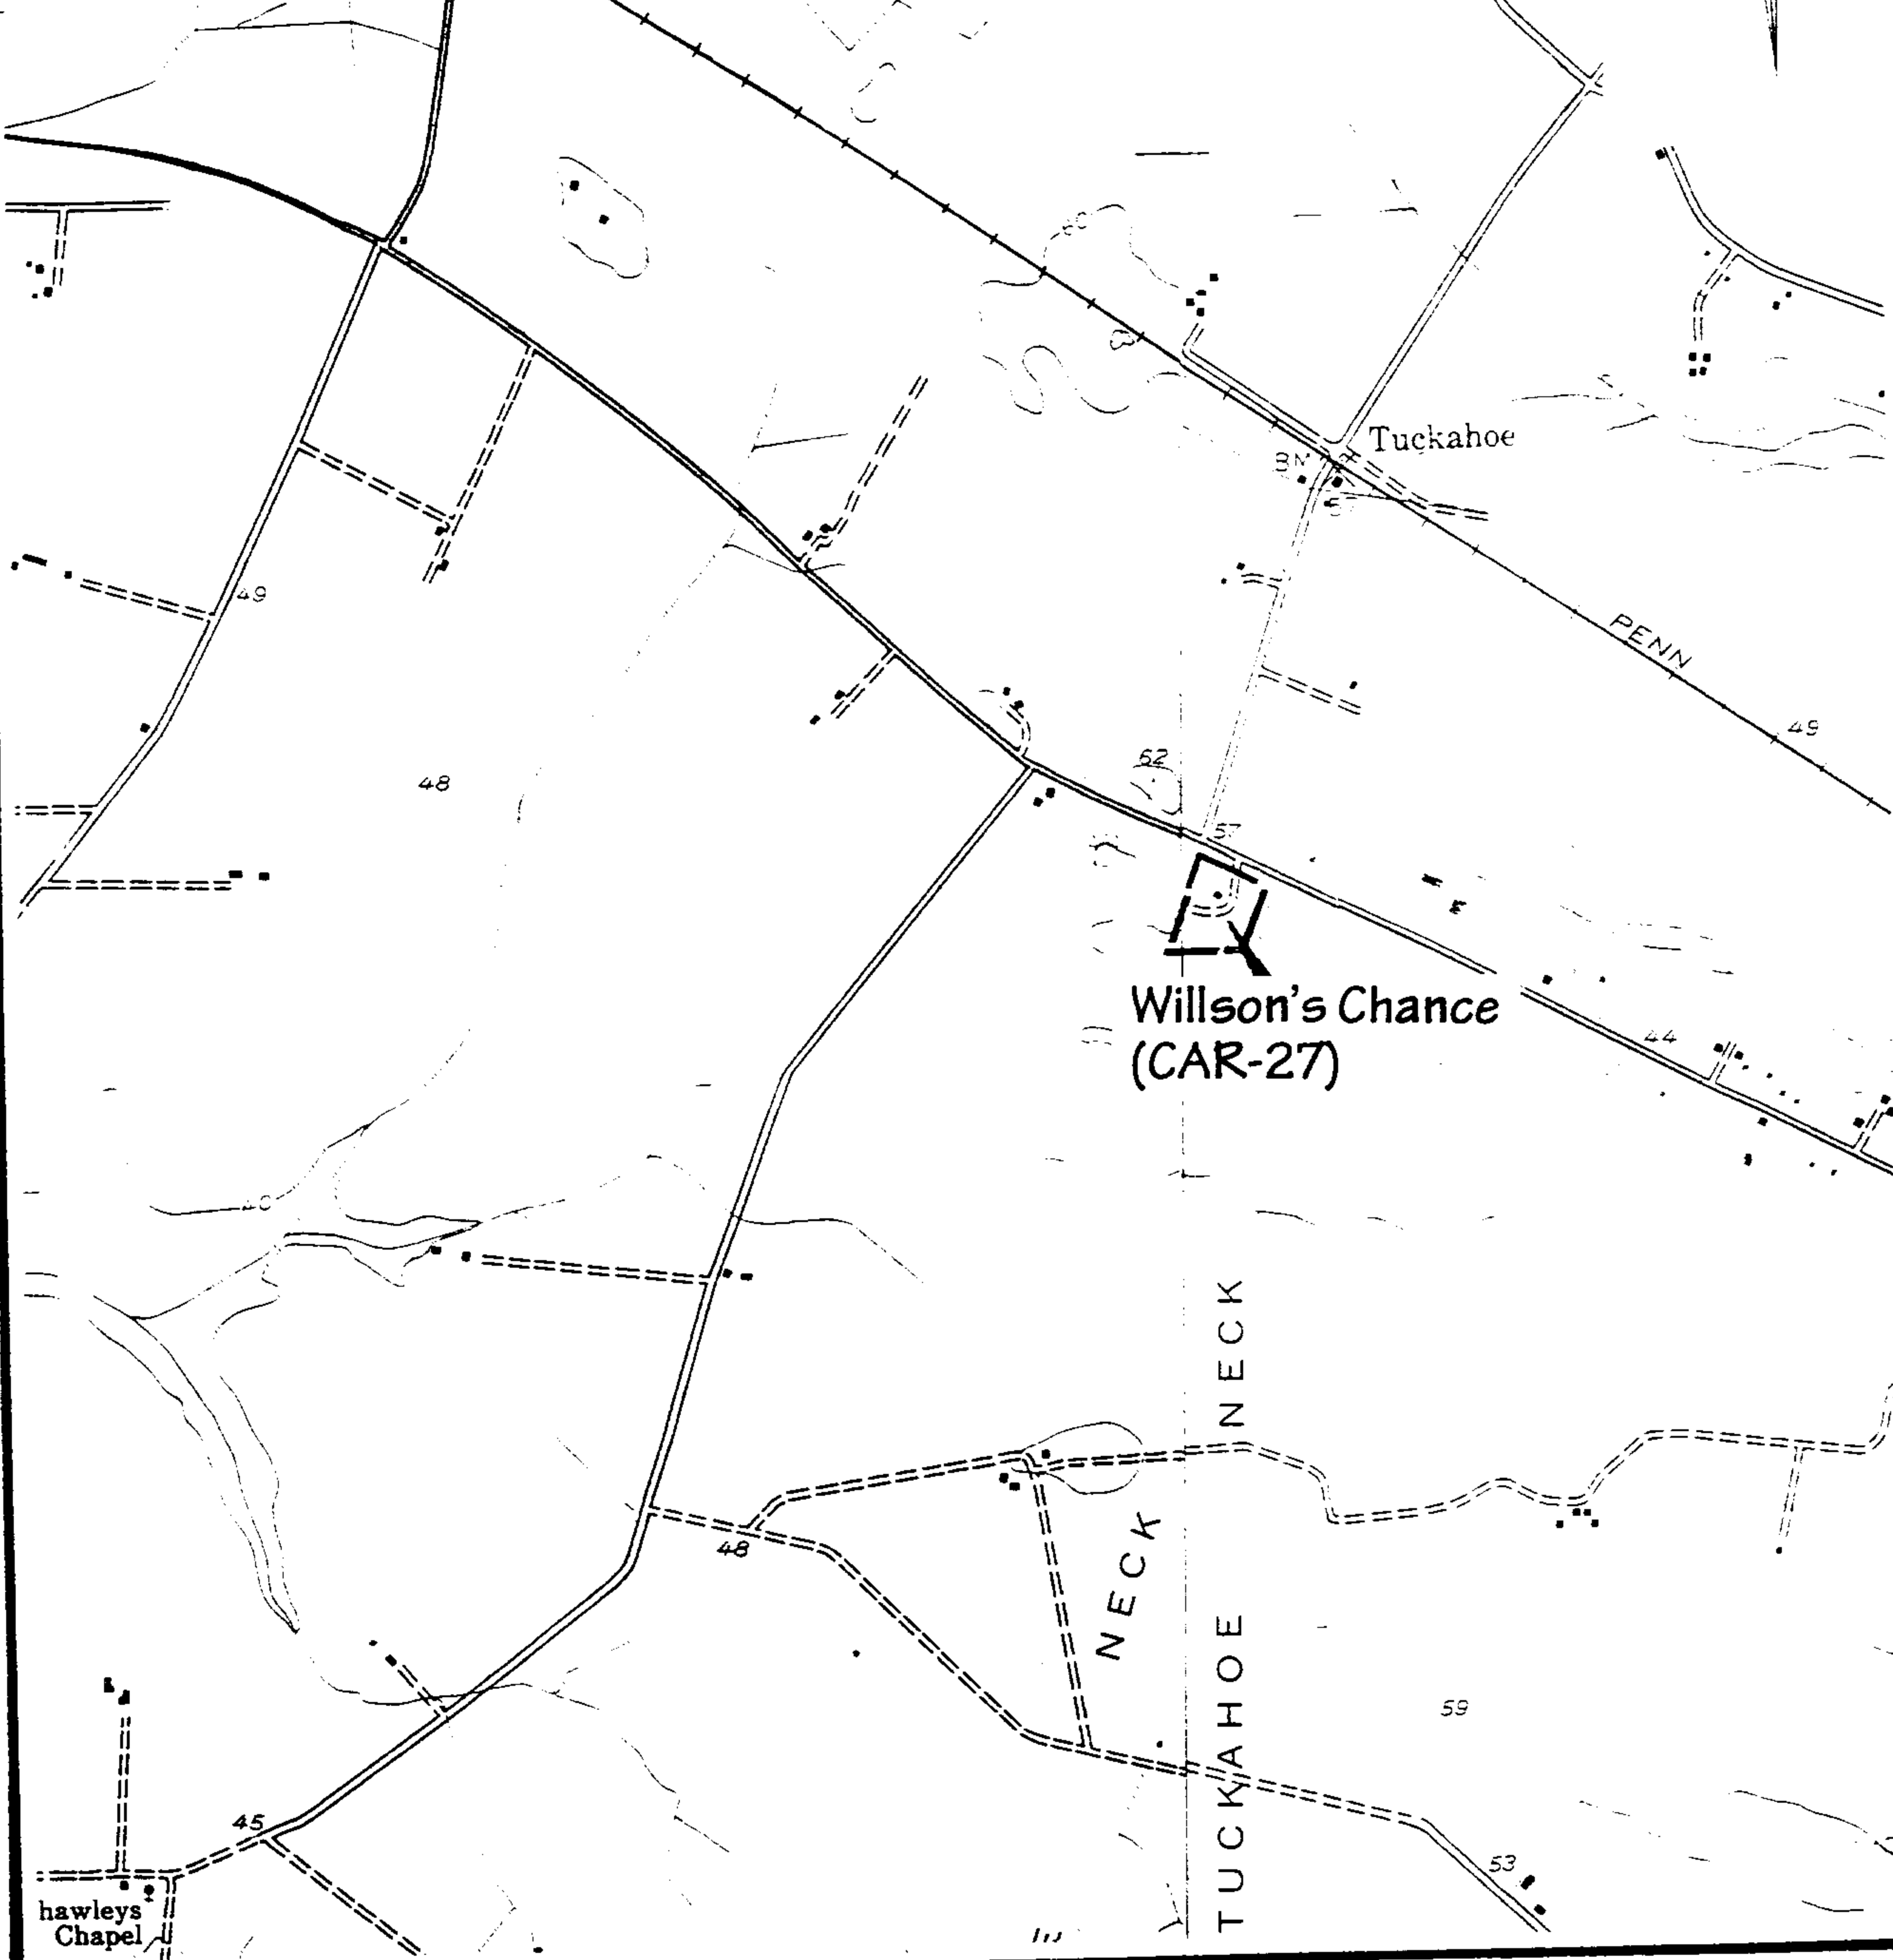 Tuckahoe
BM
57
49
PENN
49
62
48
57
Willson's Chance
(CAR-27)
44
NECK
48
NECK
TUCKAHOE
59
45
53
hawleys
Chapel